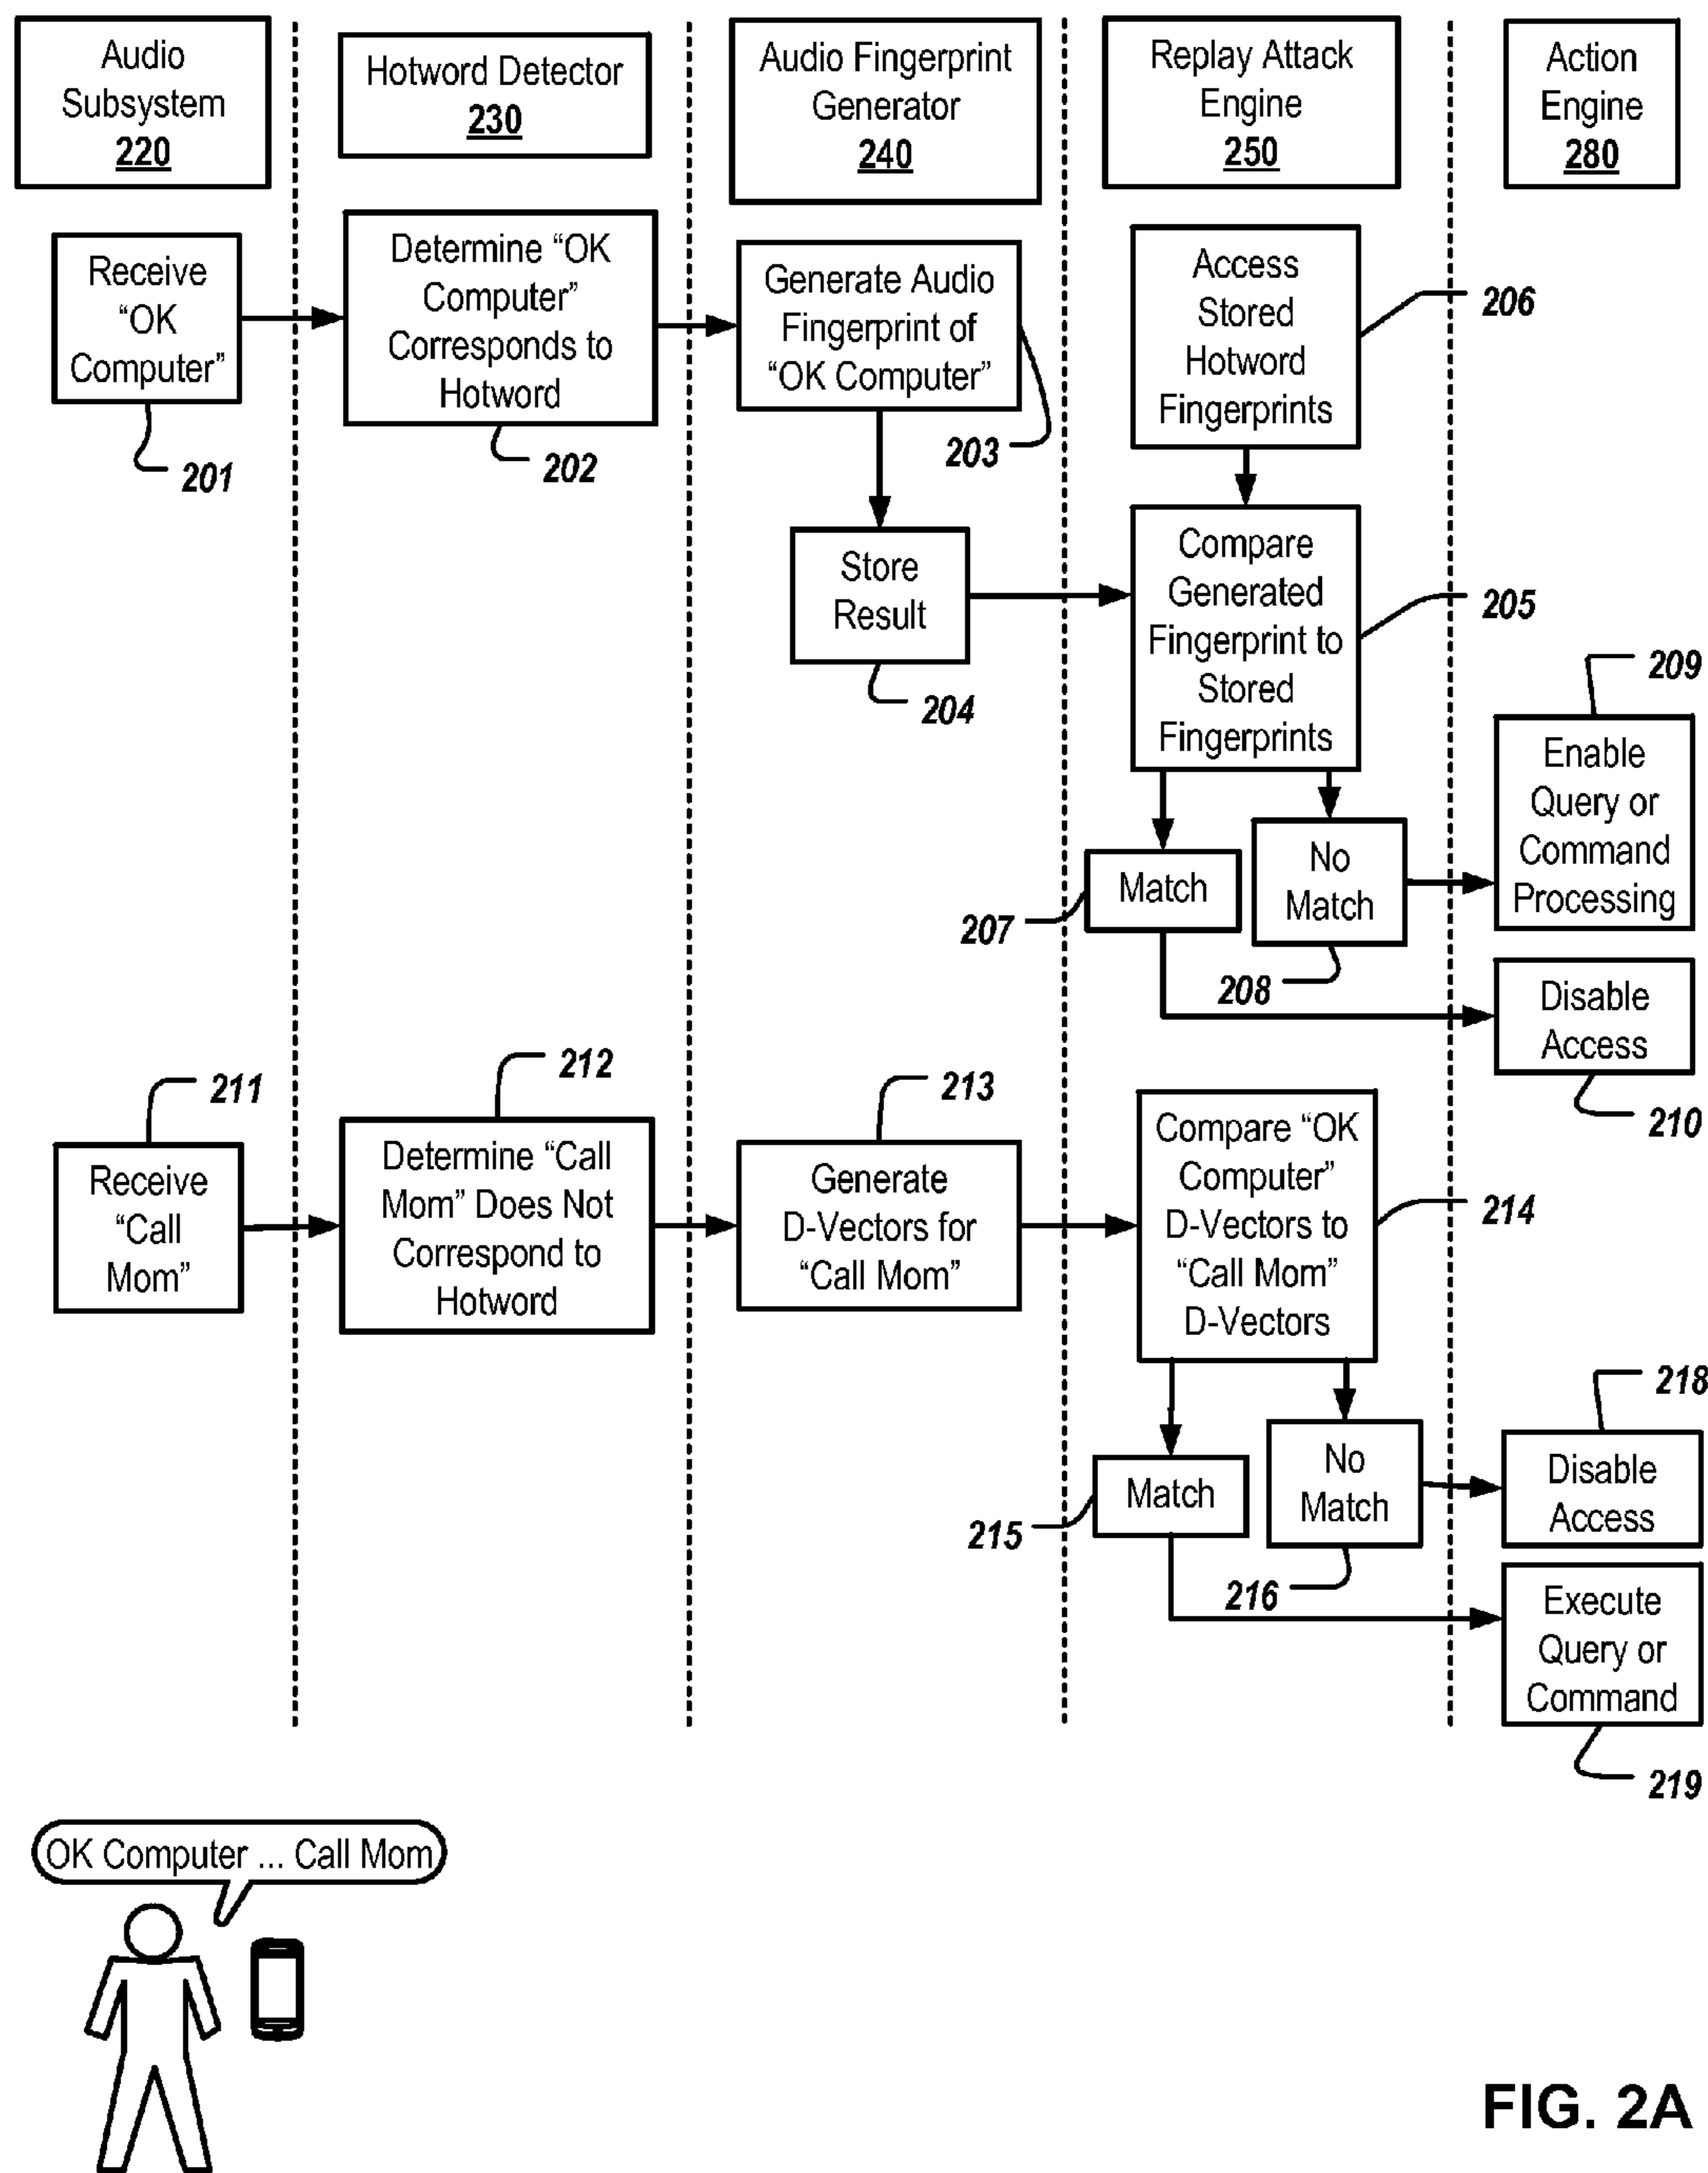 Audio
Subsystem
220
Hotword Detector
230
Audio Fingerprint
Generator
240
Replay Attack
Engine
250
Action
Engine
280
Receive
“OK
Computer”
201
Determine “OK
Computer”
Corresponds to
Hotword
202
Generate Audio
Fingerprint of
“OK Computer”
203
Access
Stored
Hotword
Fingerprints
206
Store
Result
204
Compare
Generated
Fingerprint to
Stored
Fingerprints
205
Match
207
No
Match
208
209
Enable
Query or
Command
Processing
Disable
Access
210
211
Receive
“Call
Mom”
212
Determine “Call
Mom” Does Not
Correspond to
Hotword
213
Generate
D-Vectors for
“Call Mom”
Compare “OK
Computer”
D-Vectors to
“Call Mom”
D-Vectors
214
Match
215
No
Match
216
218
Disable
Access
Execute
Query or
Command
219
OK Computer ... Call Mom
FIG. 2A